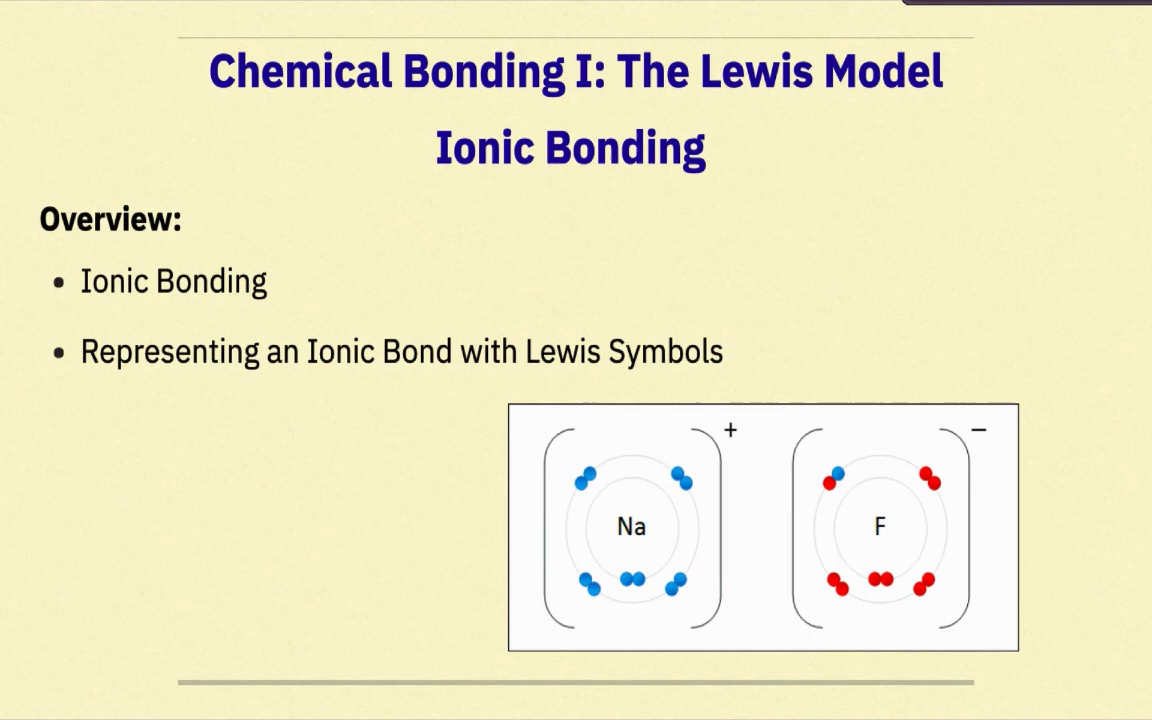 Chemical Bonding I: The Lewis Model
Ionic Bonding
Overview:
• Ionic Bonding
• Representing an Ionic Bond with Lewis Symbols
+ −
Na F